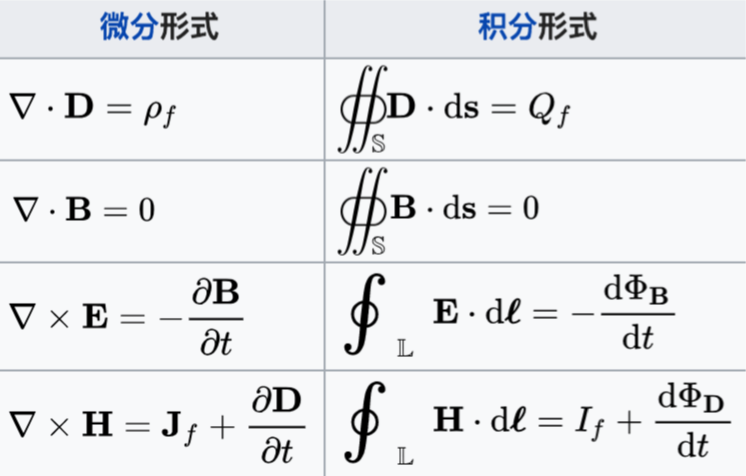 微分形式 积分形式
∇ · D = ρ_f ∯_𝕊 D · ds = Q_f
∇ · B = 0 ∯_𝕊 B · ds = 0
∇ × E = −∂B/∂t ∮_𝕃 E · dℓ = −dΦ_B/dt
∇ × H = J_f + ∂D/∂t ∮_𝕃 H · dℓ = I_f + dΦ_D/dt